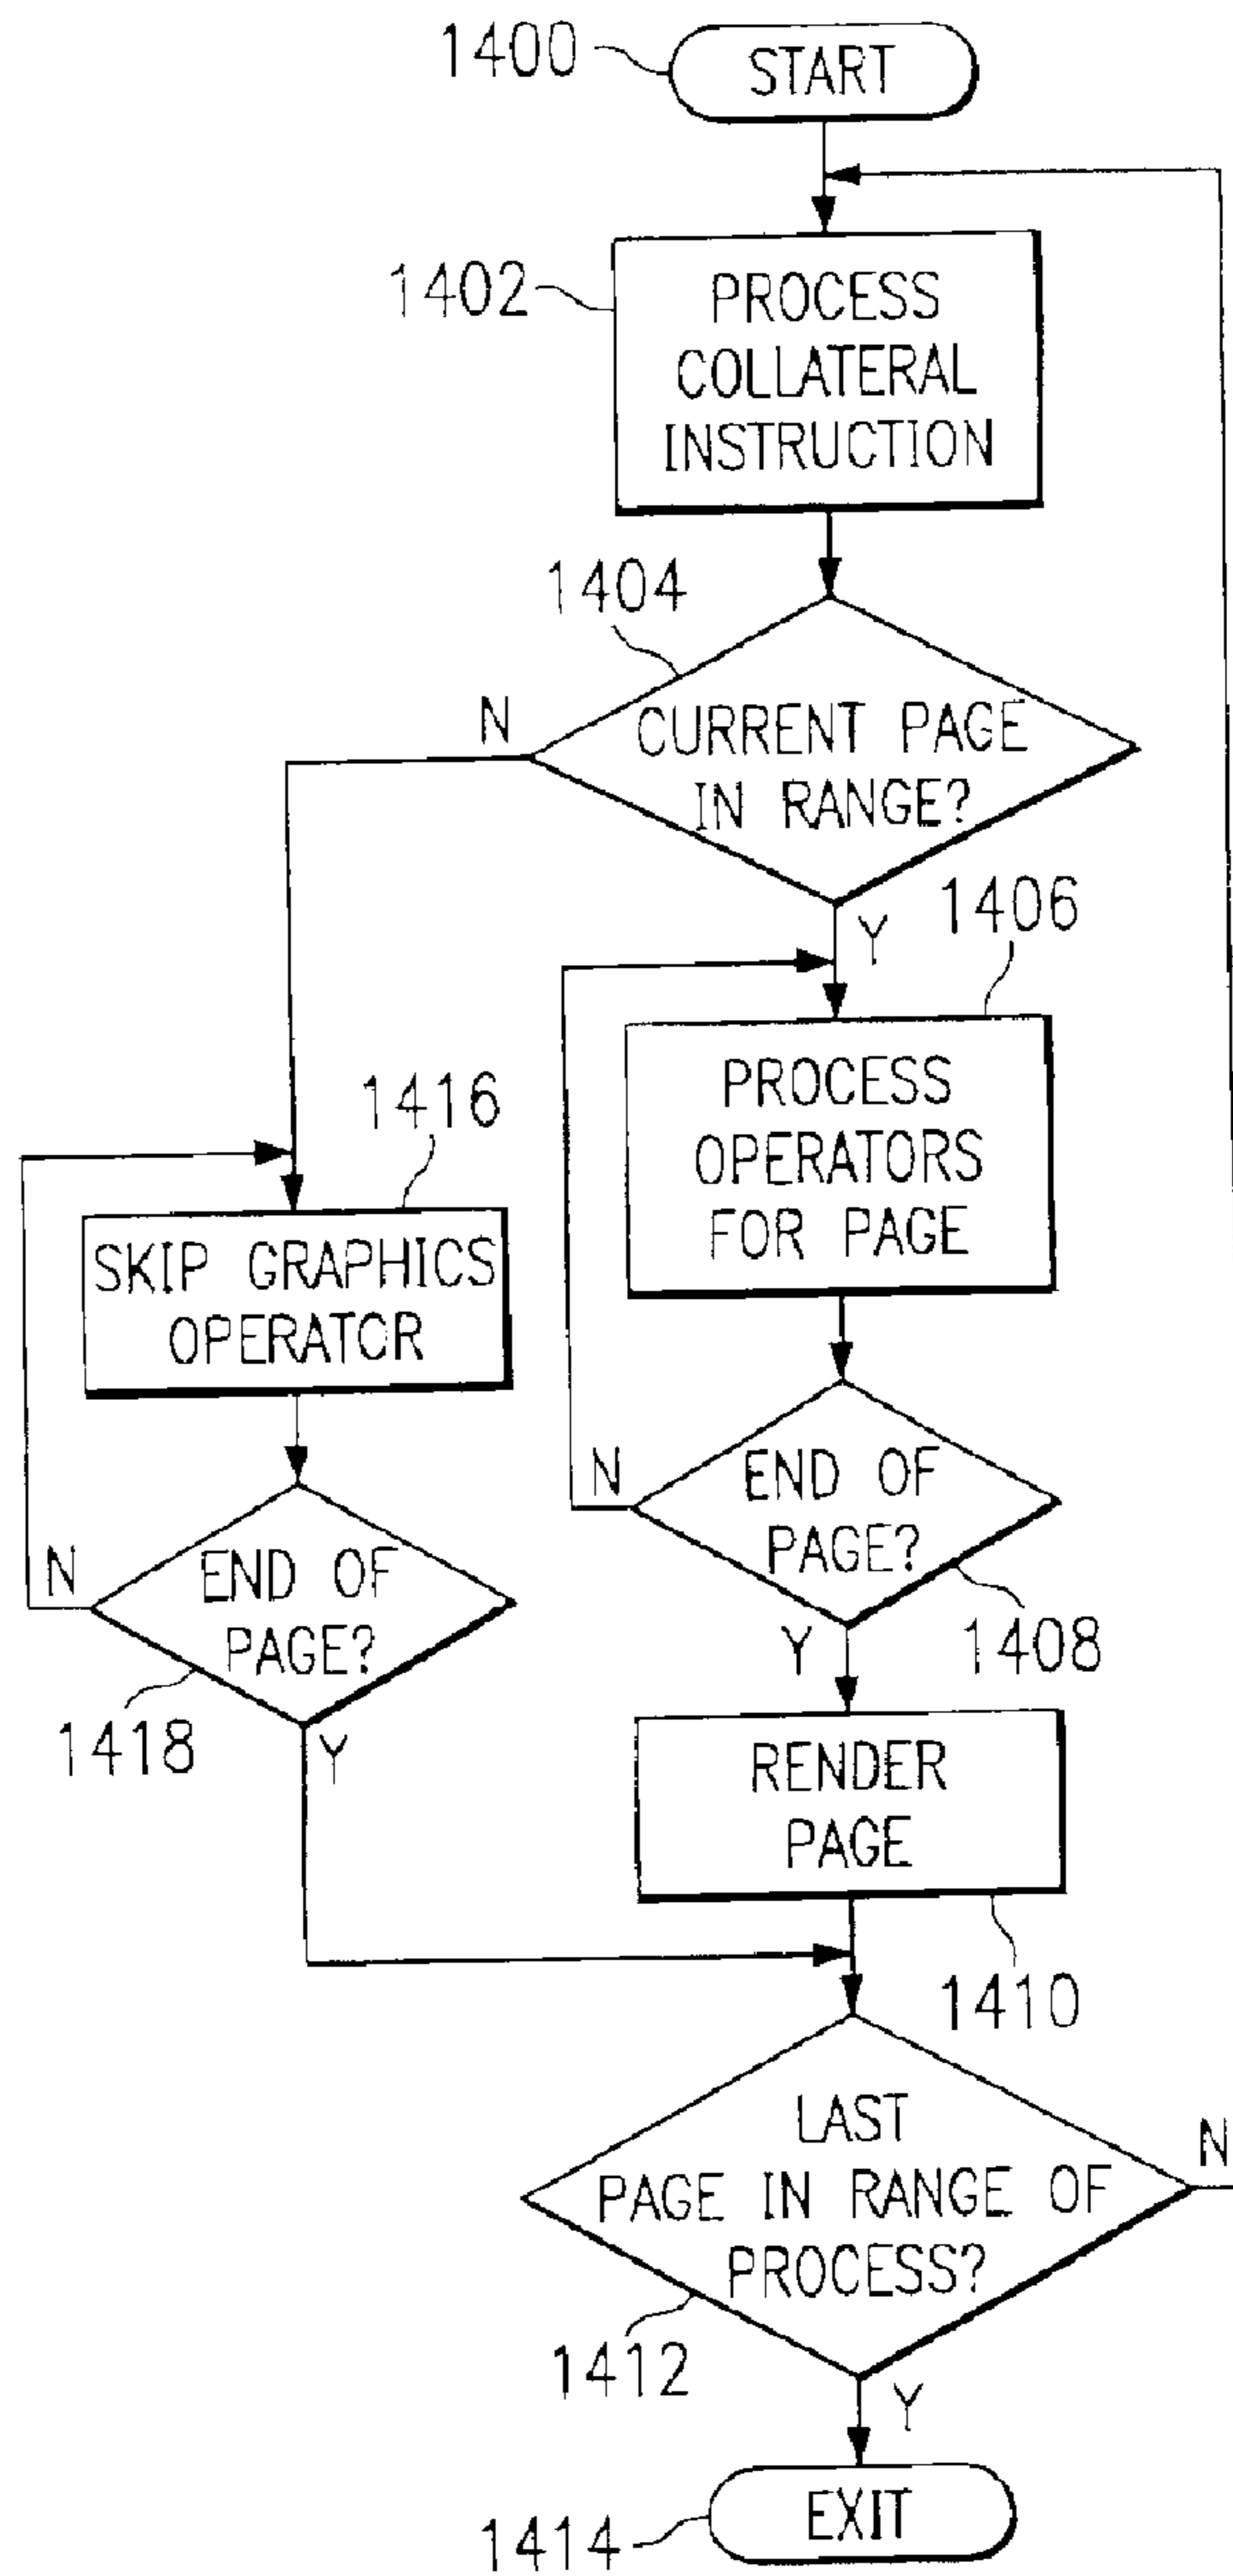 1400
START
1402
PROCESS
COLLATERAL
INSTRUCTION
1404
N
CURRENT PAGE
IN RANGE?
Y
1406
PROCESS
OPERATORS
FOR PAGE
1416
SKIP GRAPHICS
OPERATOR
N
END OF
PAGE?
1408
Y
N
END OF
PAGE?
1418
Y
RENDER
PAGE
1410
LAST
PAGE IN RANGE OF
PROCESS?
N
1412
Y
EXIT
1414